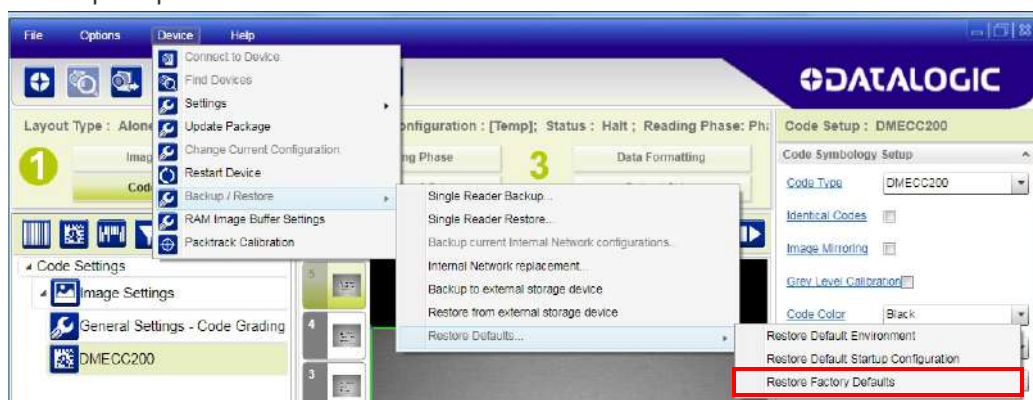 File Options Device Help
DATALOGIC
Connect to Device
Find Devices
Settings
Update Package
Change Current Configuration
Restart Device
Backup / Restore
RAM Image Buffer Settings
Packtrack Calibration
Layout Type : Alone
onfiguration : [Temp]; Status : Halt ; Reading Phase: Pha
Code Setup : DMECC200
1
Imag
ng Phase
3
Data Formatting
Cod
Code Symbology Setup
Code Type DMECC200
Identical Codes
Image Mirroring
Grey Level Calibration
Code Color Black
Single Reader Backup...
Single Reader Restore...
Backup current Internal Network configurations...
Internal Network replacement...
Backup to external storage device
Restore from external storage device
Restore Defaults...
Restore Default Environment
Restore Default Startup Configuration
Restore Factory Defaults
Code Settings
Image Settings
General Settings - Code Grading
DMECC200
5
4
3